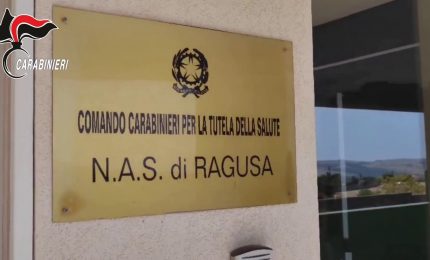 CARABINIERI
COMANDO CARABINIERI PER LA TUTELA DELLA SALUTE
N.A.S. di RAGUSA